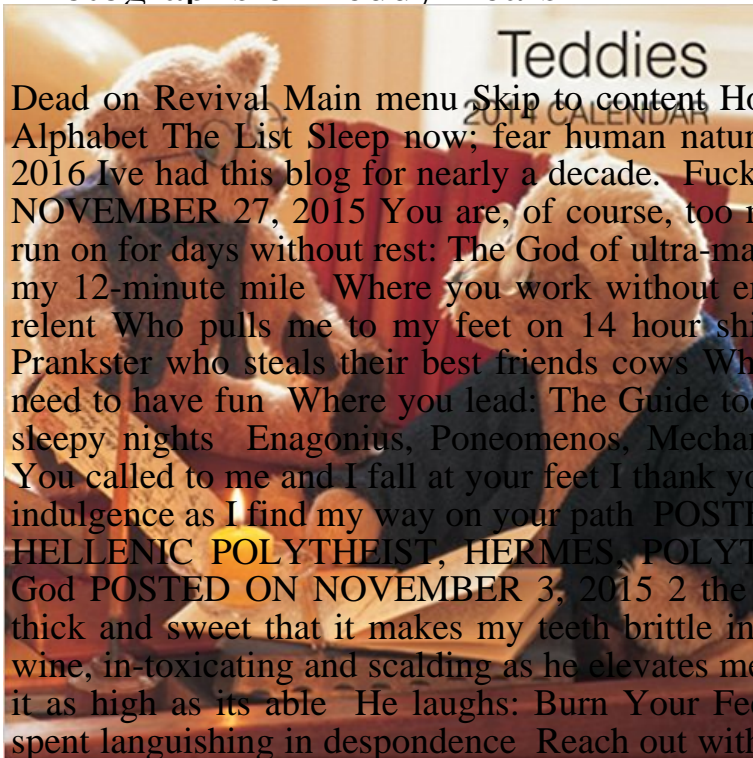 Teddies
2014 CALENDAR
Dead on Revival Main menu Skip to content
Alphabet The List Sleep now; fear human
2016 Ive had this blog for nearly a decade.
NOVEMBER 27, 2015 You are, of course, too
run on for days without rest: The God of
my 12-minute mile Where you work without
relent Who pulls me to my feet on 14 hour
Prankster who steals their best friends cows
need to have fun Where you lead: The Guide
sleepy nights Enagonius, Poneomenos,
You called to me and I fall at your feet I thank
indulgence as I find my way on your path
HELLENIC POLYTHEIST, HERMES,
God POSTED ON NOVEMBER 3, 2015 2 the
thick and sweet that it makes my teeth brittle
wine, in-toxicating and scalding as he elevates
it as high as its able He laughs: Burn Your
spent languishing in despondence Reach out